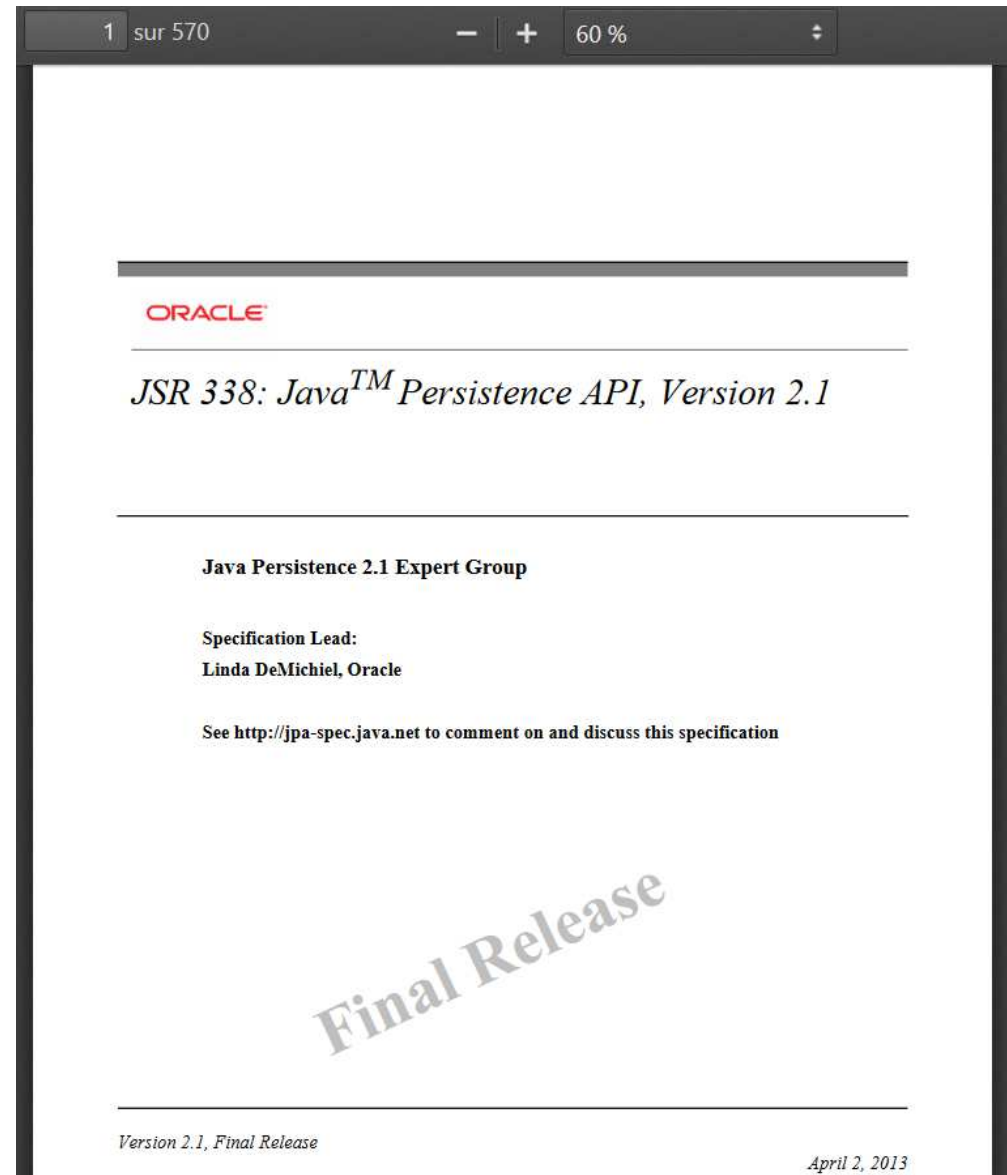 1 sur 570 − + 60 %
ORACLE
JSR 338: Java™ Persistence API, Version 2.1
Java Persistence 2.1 Expert Group
Specification Lead:
Linda DeMichiel, Oracle
See http://jpa-spec.java.net to comment on and discuss this specification
Final Release
Version 2.1, Final Release
April 2, 2013